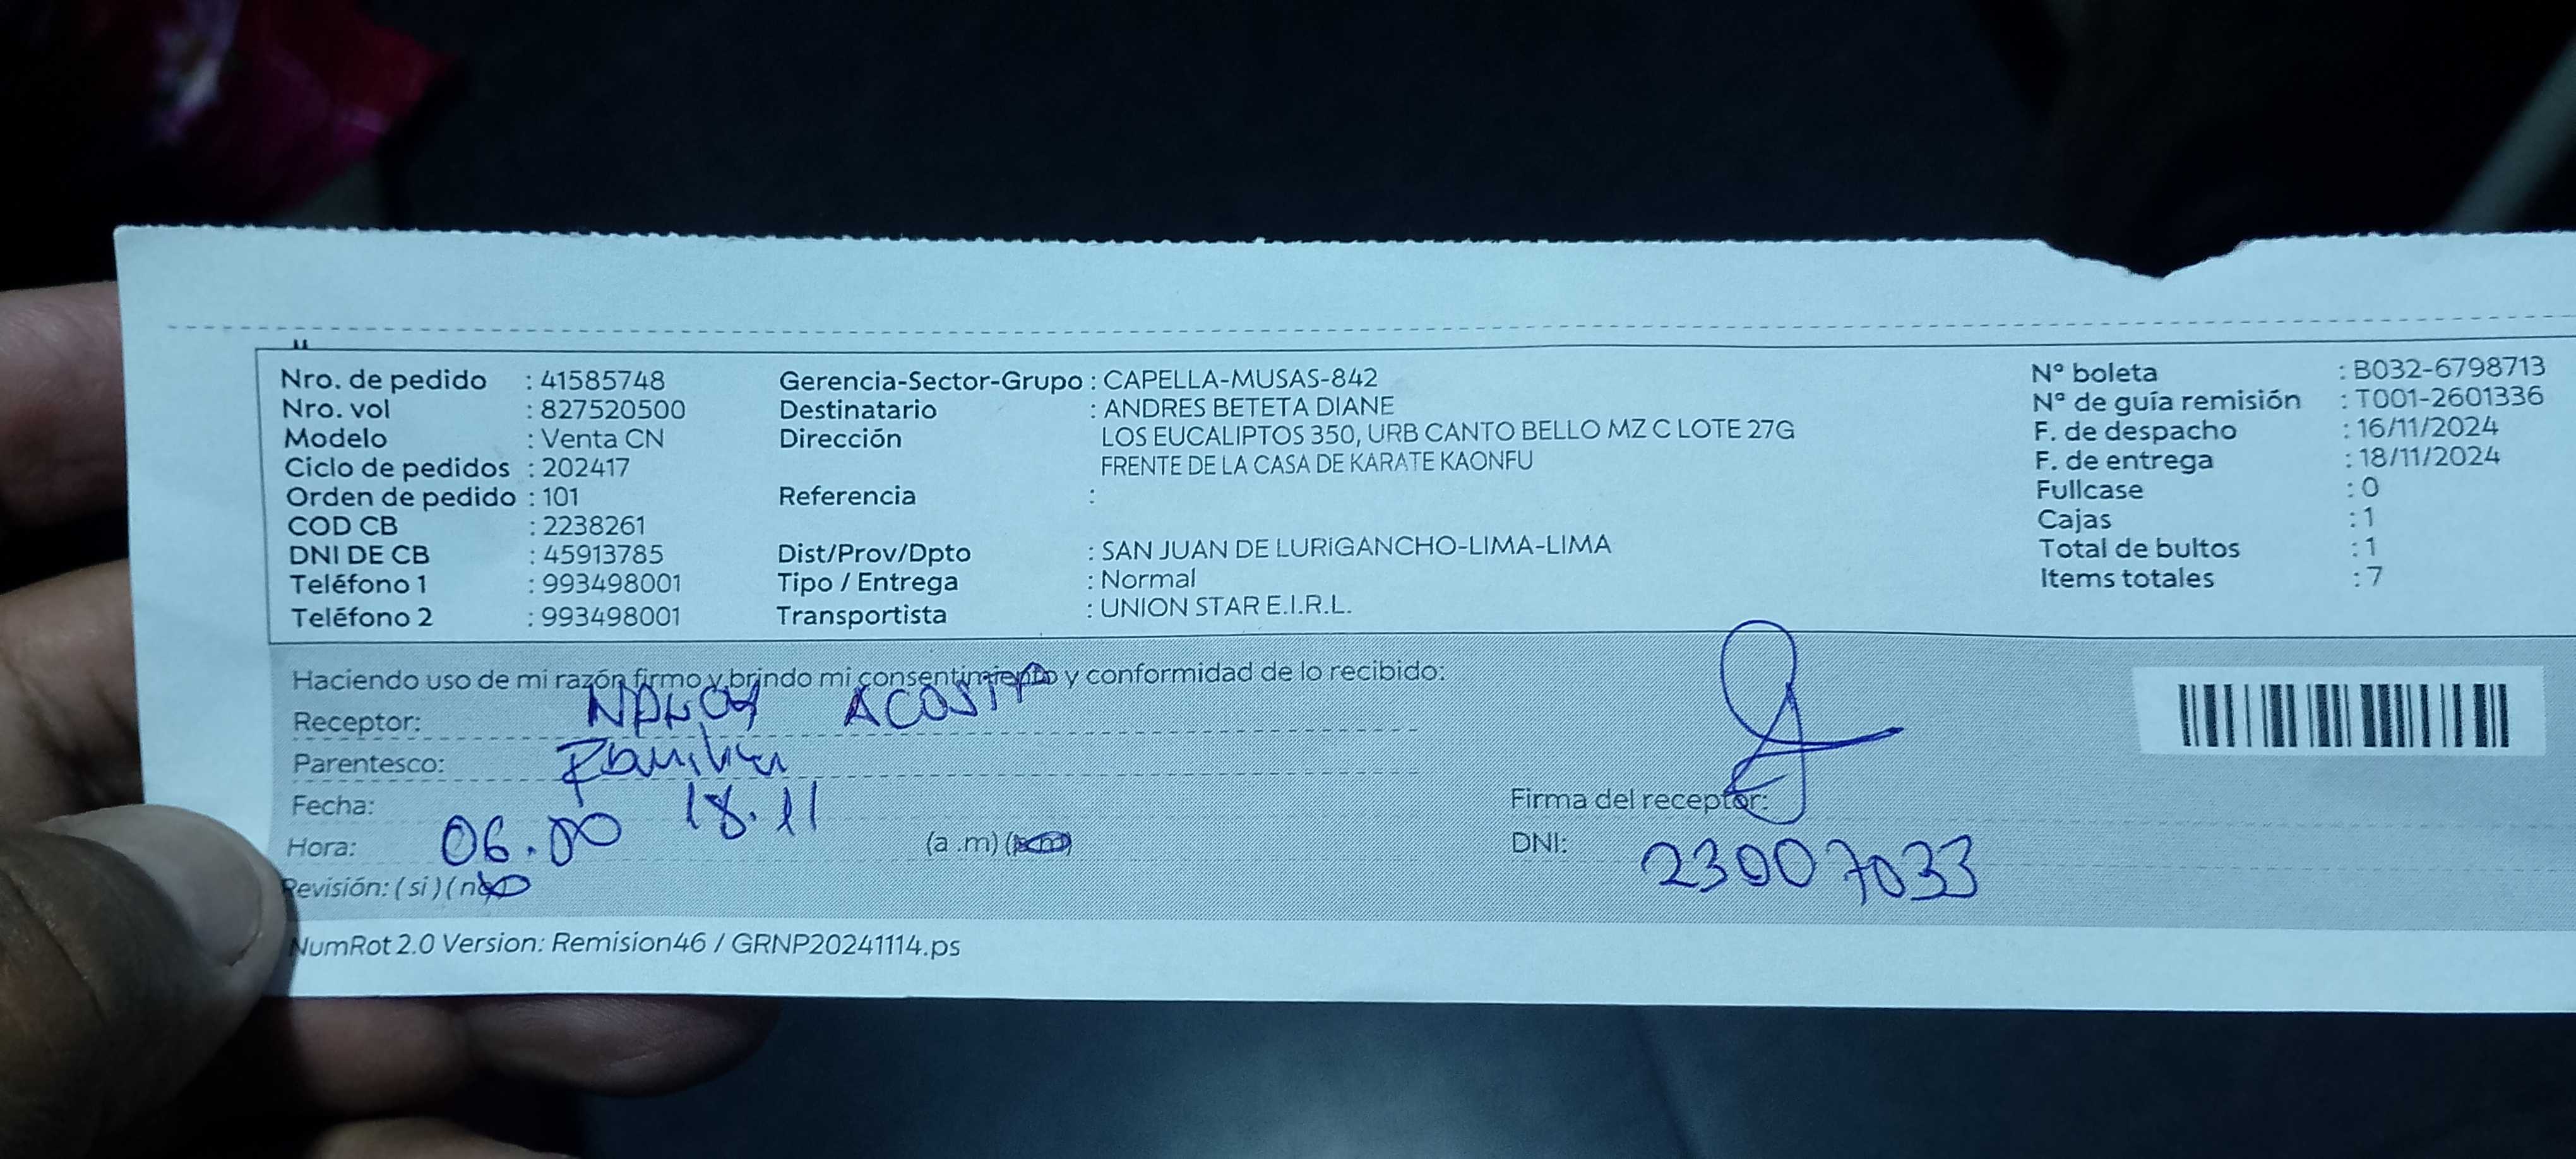 Nro. de pedido : 41585748
Nro. vol : 827520500
Modelo : Venta CN
Ciclo de pedidos : 202417
Orden de pedido : 101
COD CB : 2238261
DNI DE CB : 45913785
Teléfono 1 : 993498001
Teléfono 2 : 993498001
Gerencia-Sector-Grupo : CAPELLA-MUSAS-842
Destinatario : ANDRES BETETA DIANE
Dirección LOS EUCALIPTOS 350, URB CANTO BELLO MZ C LOTE 27G
FRENTE DE LA CASA DE KARATE KAONFU
Referencia :
Dist/Prov/Dpto : SAN JUAN DE LURIGANCHO-LIMA-LIMA
Tipo / Entrega : Normal
Transportista : UNION STAR E.I.R.L.
N° boleta : B032-6798713
N° de guía remisión : T001-2601336
F. de despacho : 16/11/2024
F. de entrega : 18/11/2024
Fullcase : 0
Cajas : 1
Total de bultos : 1
Items totales : 7
Haciendo uso de mi razón firmo y brindo mi consentimiento y conformidad de lo recibido:
Receptor: ACOSTA
Parentesco:
Fecha: 18.11
Hora: 06.00 (a .m) (p.m)
Revisión: (si) (no)
Firma del receptor:
DNI: 23007033
NumRot 2.0 Version: Remision46 / GRNP20241114.ps